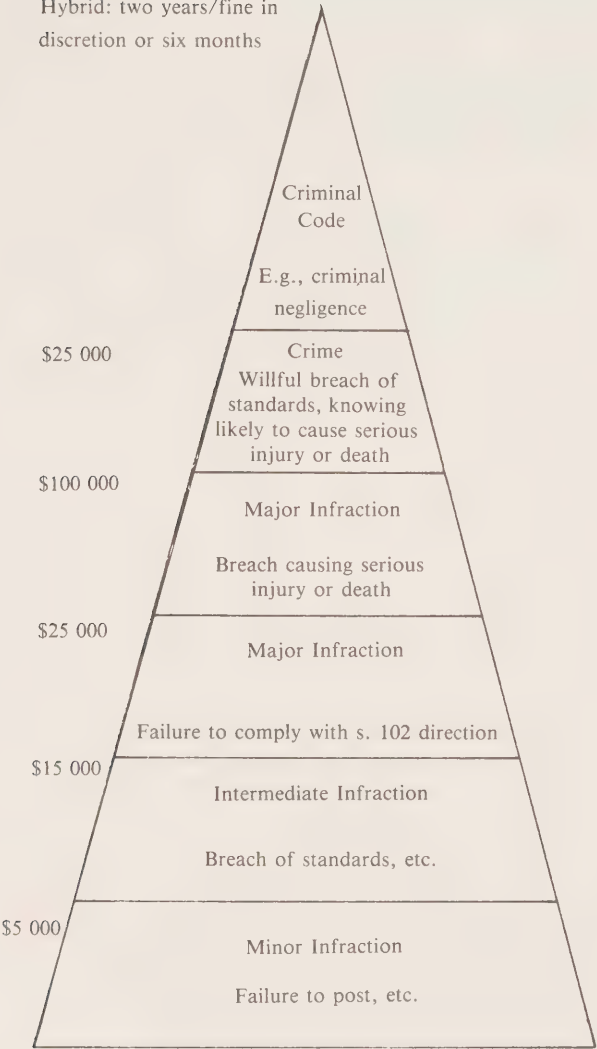 Hybrid: two years/fine in
discretion or six months
Criminal
Code
E.g., criminal
negligence
$25 000
Crime
Willful breach of
standards, knowing
likely to cause serious
injury or death
$100 000
Major Infraction
Breach causing serious
injury or death
$25 000
Major Infraction
Failure to comply with s. 102 direction
$15 000
Intermediate Infraction
Breach of standards, etc.
$5 000
Minor Infraction
Failure to post, etc.